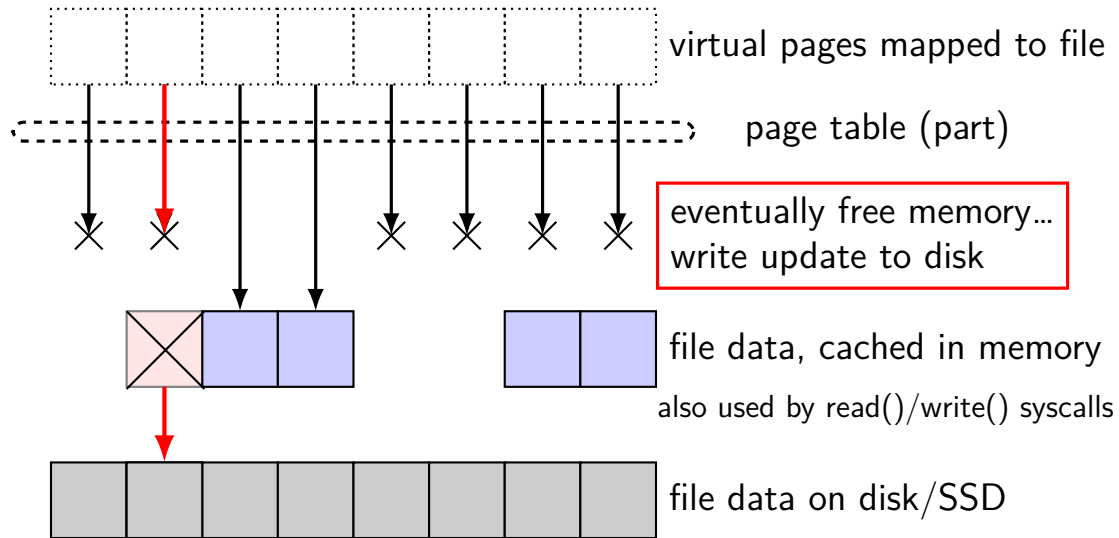 virtual pages mapped to file
page table (part)
eventually free memory…
write update to disk
file data, cached in memory
also used by read()/write() syscalls
file data on disk/SSD